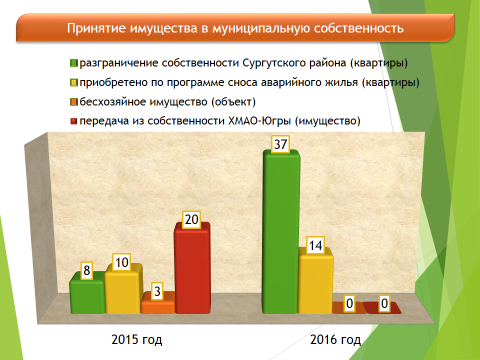 Принятие имущества в муниципальную собственность
разграничение собственности Сургутского района (квартиры)
приобретено по программе сноса аварийного жилья (квартиры)
бесхозяйное имущество (объект)
передача из собственности ХМАО-Югры (имущество)
8
10
3
20
37
14
0
0
2015 год
2016 год